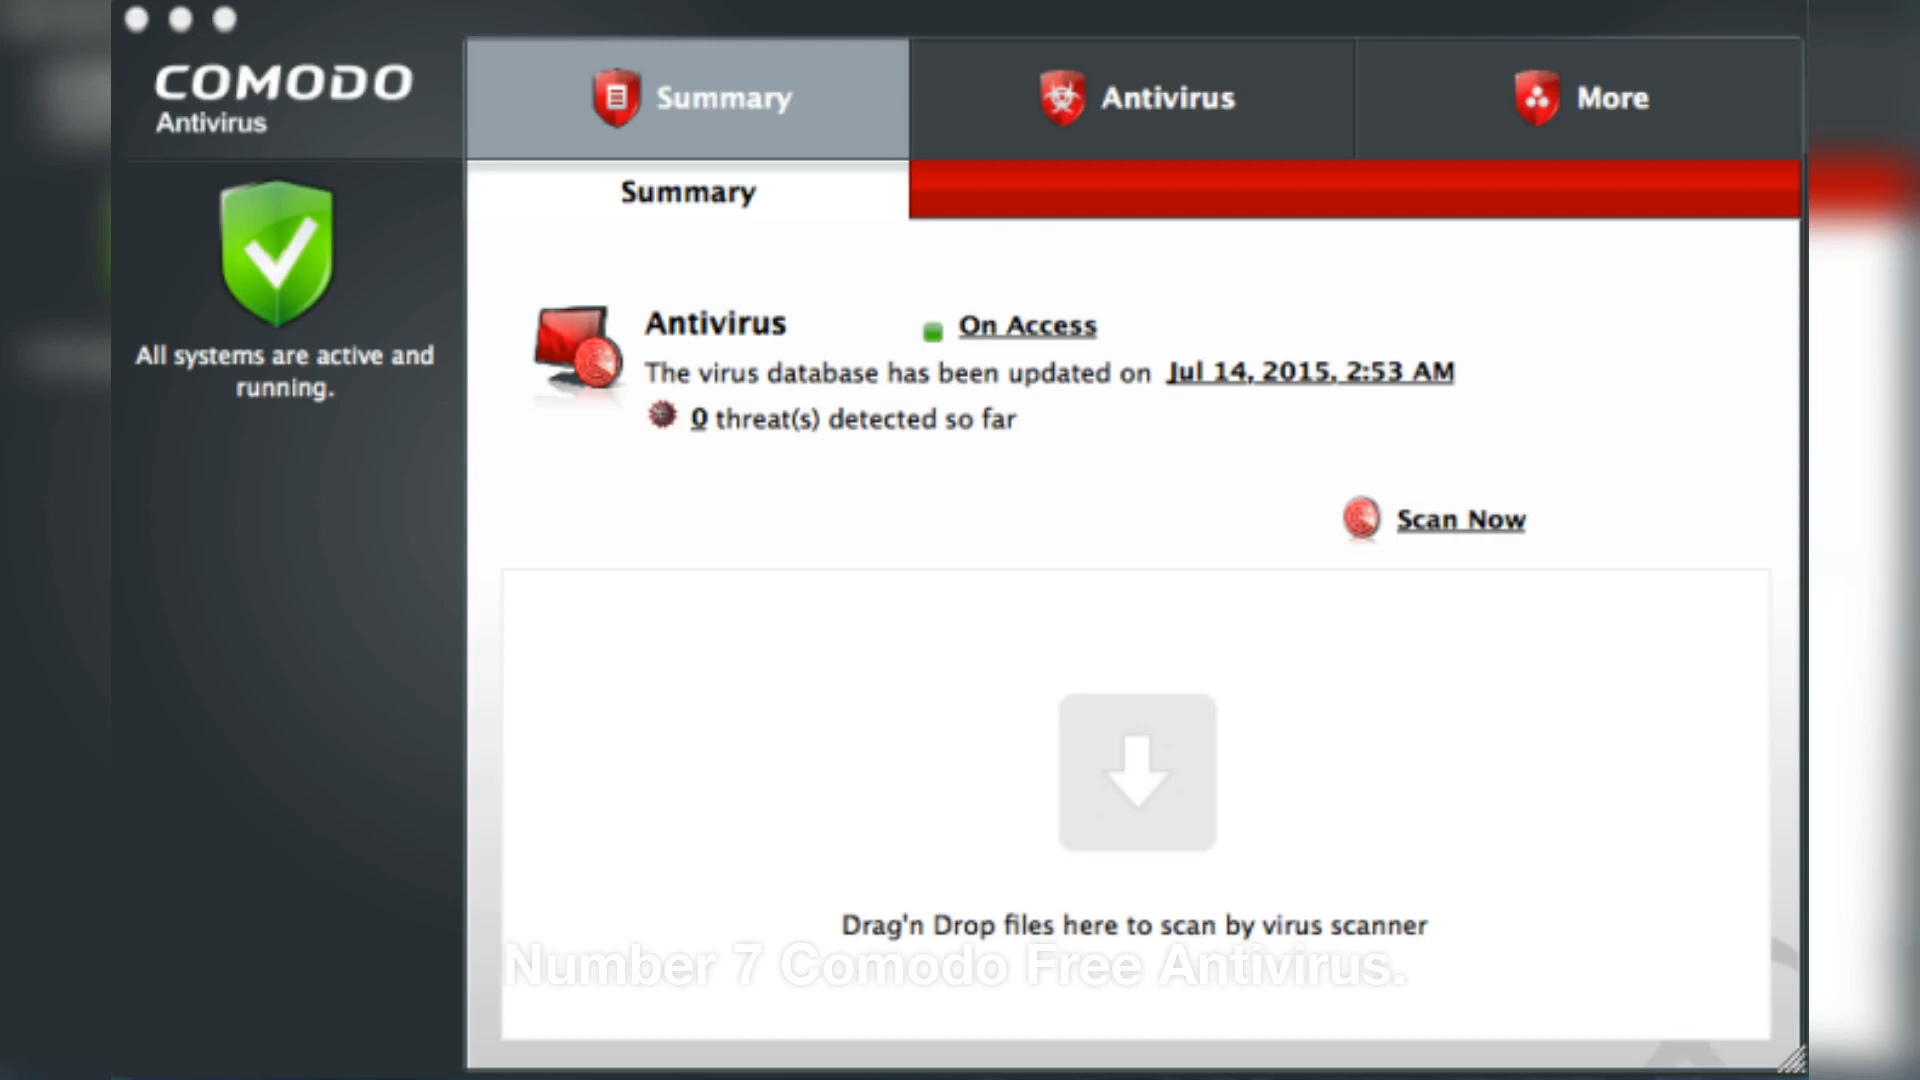 COMODO
Antivirus
Summary
Antivirus
More
Summary
All systems are active and
running.
Antivirus
On Access
The virus database has been updated on Jul 14, 2015, 2:53 AM
0 threat(s) detected so far
Scan Now
Drag'n Drop files here to scan by virus scanner
Number 7 Comodo Free Antivirus.